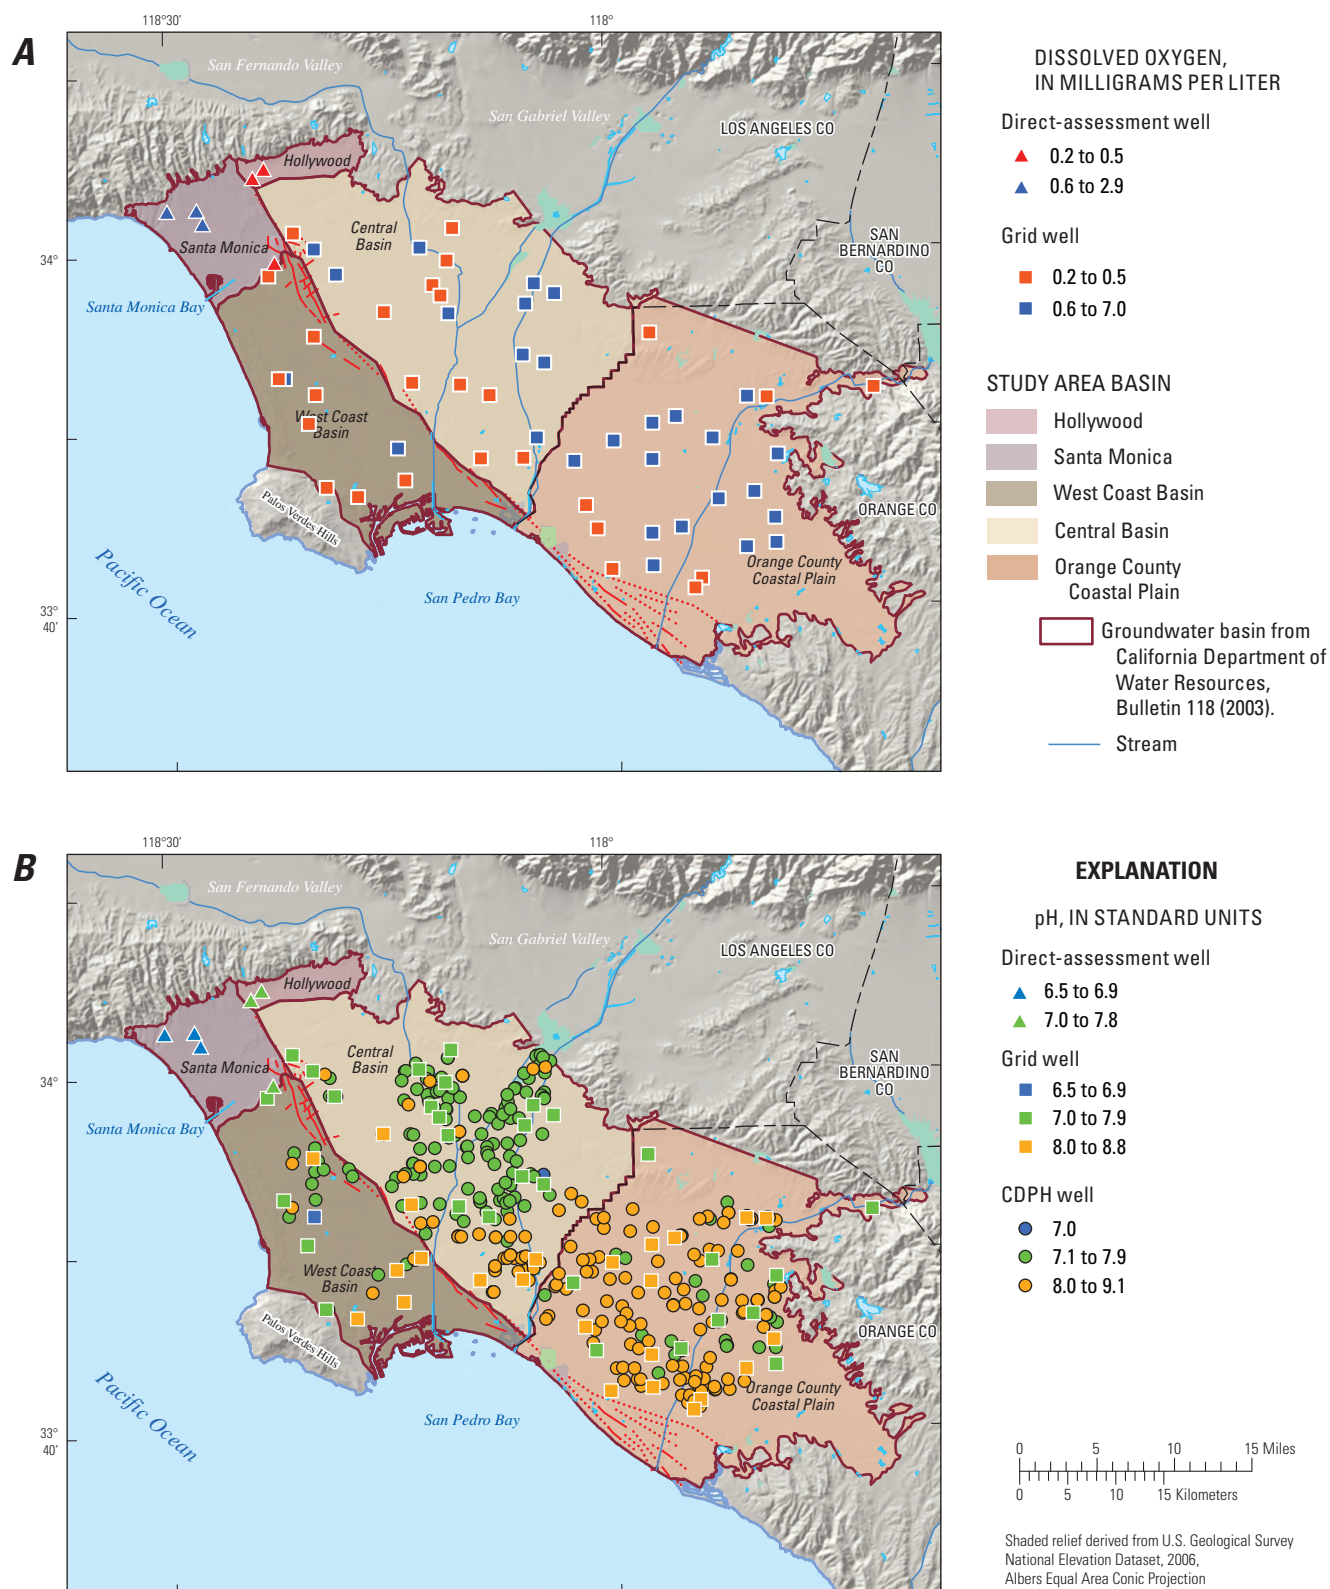 A
118°30′
118°
San Fernando Valley
San Gabriel Valley
LOS ANGELES CO
Hollywood
Central
Basin
Santa Monica
SAN
BERNARDINO
CO
34°
Santa Monica Bay
West Coast
Basin
Palos Verdes Hills
ORANGE CO
Pacific Ocean
San Pedro Bay
Orange County
Coastal Plain
33°
40′
DISSOLVED OXYGEN,
IN MILLIGRAMS PER LITER
Direct-assessment well
0.2 to 0.5
0.6 to 2.9
Grid well
0.2 to 0.5
0.6 to 7.0
STUDY AREA BASIN
Hollywood
Santa Monica
West Coast Basin
Central Basin
Orange County
Coastal Plain
Groundwater basin from
California Department of
Water Resources,
Bulletin 118 (2003).
Stream
B
118°30′
118°
San Fernando Valley
San Gabriel Valley
LOS ANGELES CO
Hollywood
Central
Basin
Santa Monica
SAN
BERNARDINO
CO
34°
Santa Monica Bay
West Coast
Basin
Palos Verdes Hills
ORANGE CO
Pacific Ocean
San Pedro Bay
Orange County
Coastal Plain
33°
40′
EXPLANATION
pH, IN STANDARD UNITS
Direct-assessment well
6.5 to 6.9
7.0 to 7.8
Grid well
6.5 to 6.9
7.0 to 7.9
8.0 to 8.8
CDPH well
7.0
7.1 to 7.9
8.0 to 9.1
0 5 10 15 Miles
0 5 10 15 Kilometers
Shaded relief derived from U.S. Geological Survey
National Elevation Dataset, 2006,
Albers Equal Area Conic Projection